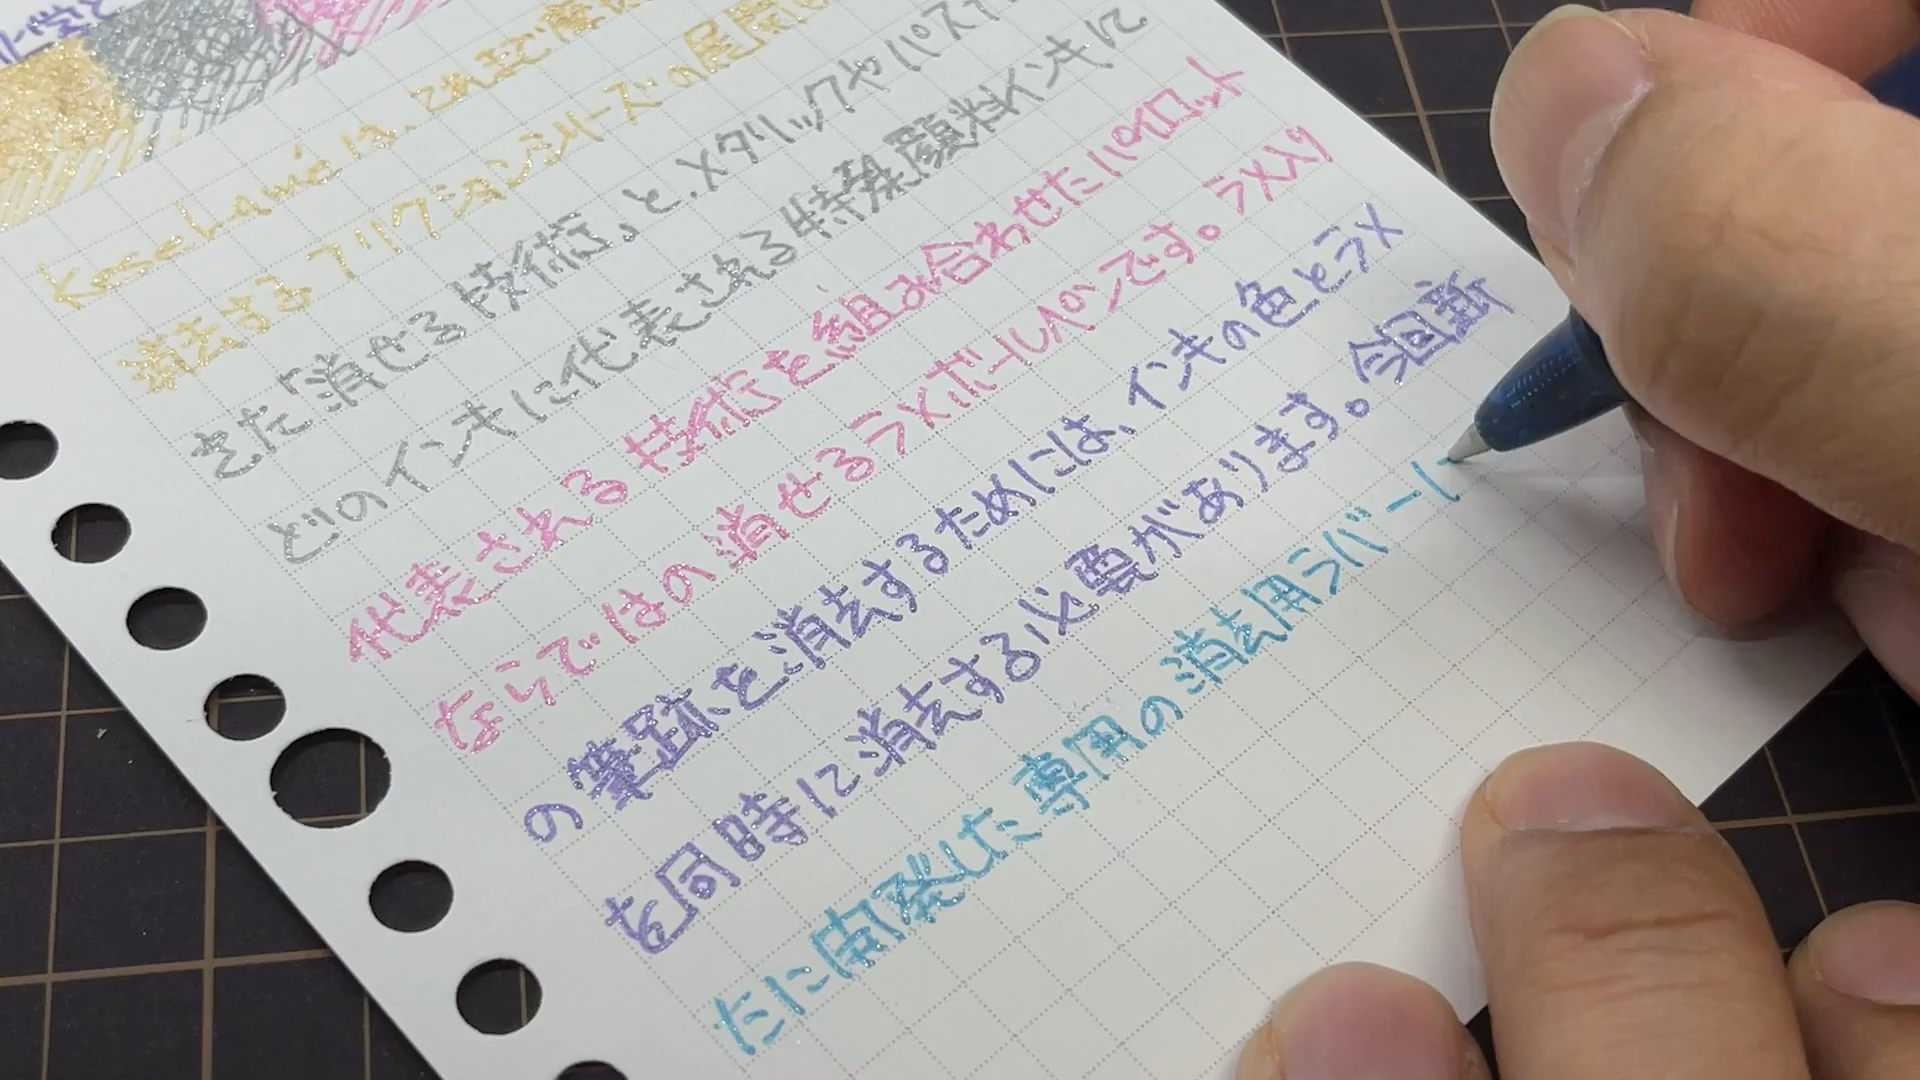 Kese Lameは、これまで筆
消去するフリクションシリーズの展開
きた「消せる技術」と、メタリックやパス
どのインキに代表される特殊顔料インキに
代表される技術を組み合わせたパイロット
ならではの消せるラメボールペンです。ラメ入り
の筆跡を消去するためには、インキの色とラメ
を同時に消去する必要があります。今回新
たに開発した専用の消去用ラバーに